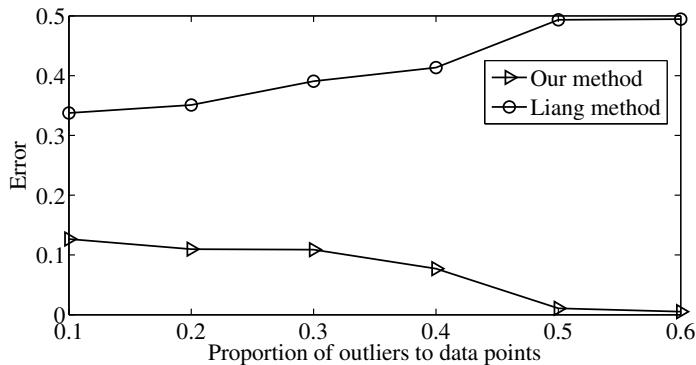 0.5
0.4
0.3
0.2
0.1
0
Error
Our method
Liang method
0.1 0.2 0.3 0.4 0.5 0.6
Proportion of outliers to data points